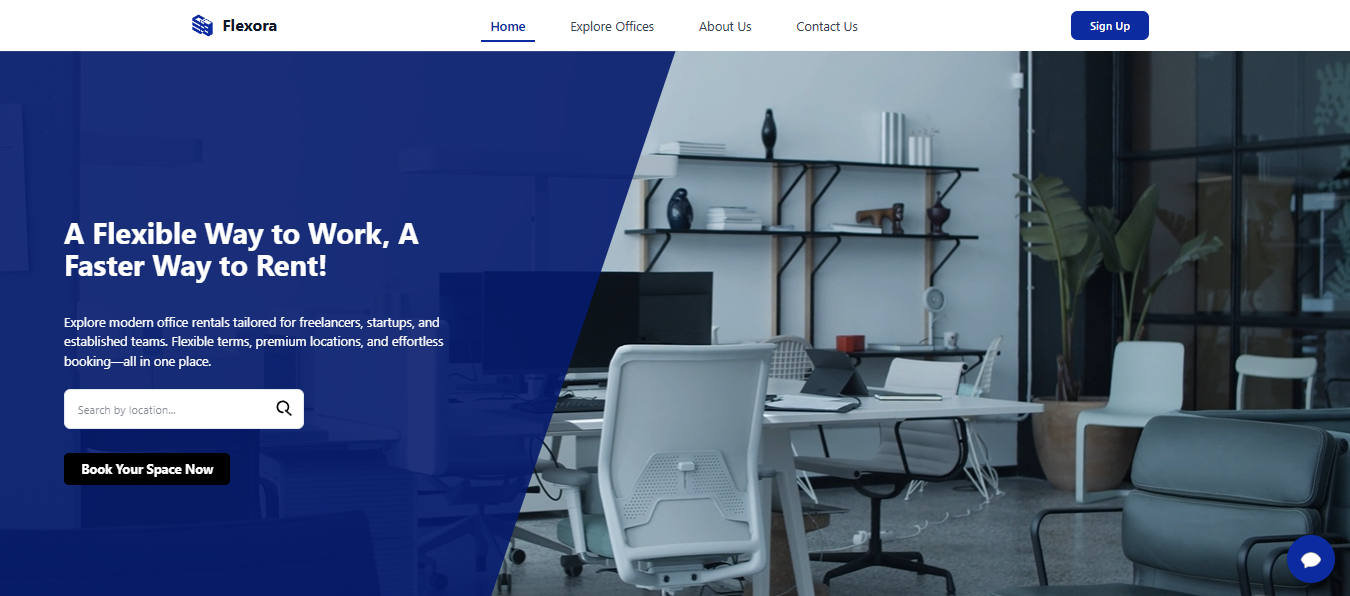 Flexora
Home
Explore Offices
About Us
Contact Us
Sign Up
A Flexible Way to Work, A
Faster Way to Rent!
Explore modern office rentals tailored for freelancers, startups, and
established teams. Flexible terms, premium locations, and effortless
booking—all in one place.
Search by location...
Book Your Space Now